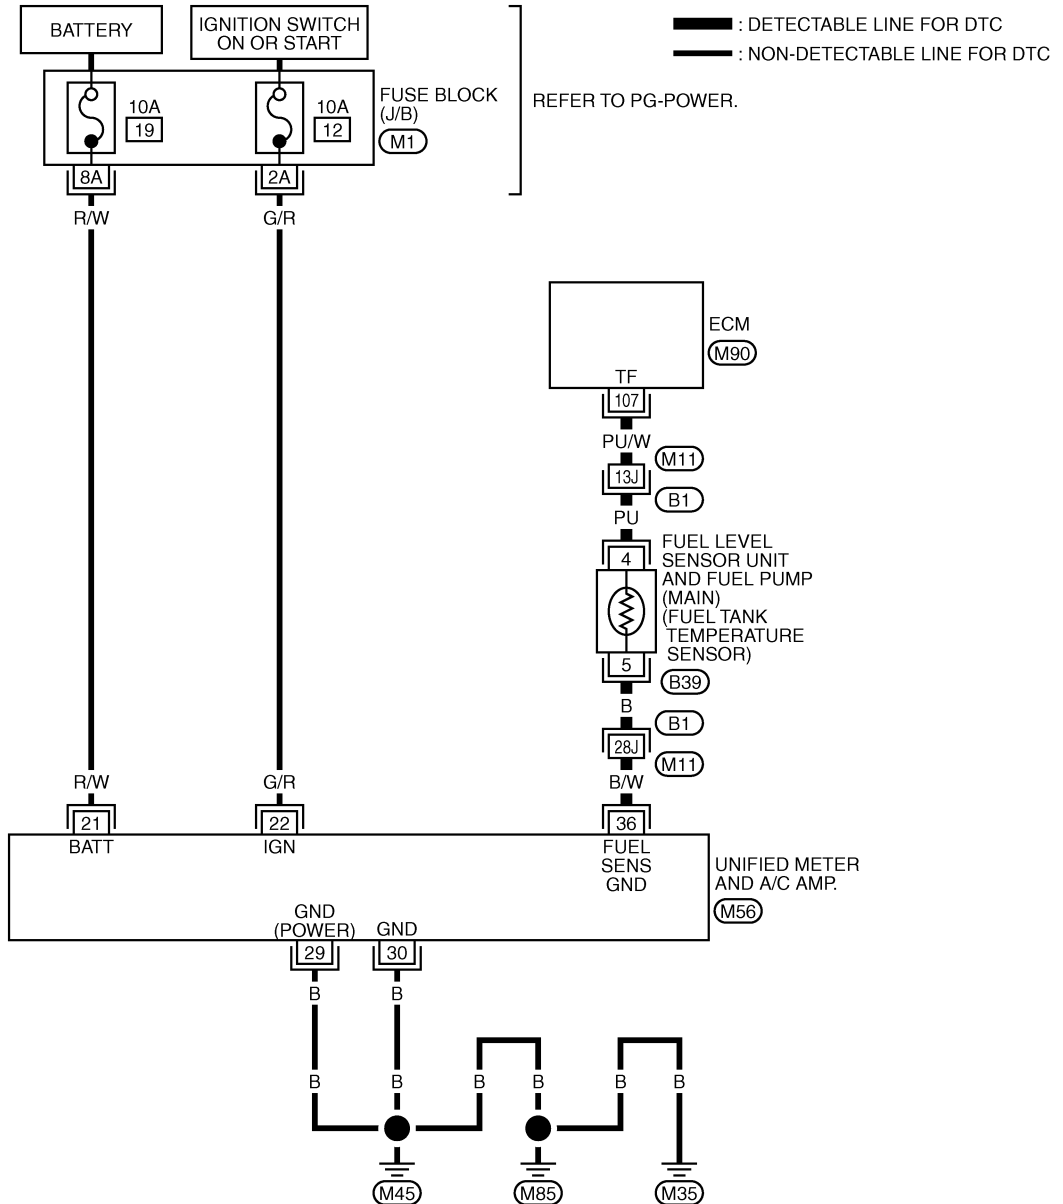 BATTERY
IGNITION SWITCH
ON OR START
: DETECTABLE LINE FOR DTC
: NON-DETECTABLE LINE FOR DTC
10A
19
10A
12
FUSE BLOCK
(J/B)
M1
REFER TO PG-POWER.
8A
2A
R/W
G/R
ECM
M90
TF
107
PU/W
M11
13J
B1
PU
4
FUEL LEVEL
SENSOR UNIT
AND FUEL PUMP
(MAIN)
(FUEL TANK
TEMPERATURE
SENSOR)
5
B39
B
B1
28J
M11
R/W
G/R
B/W
21
22
36
BATT
IGN
FUEL
SENS
GND
UNIFIED METER
AND A/C AMP.
M56
GND
(POWER)
GND
29
30
B
B
B
B
B
B
B
B
M45
M85
M35